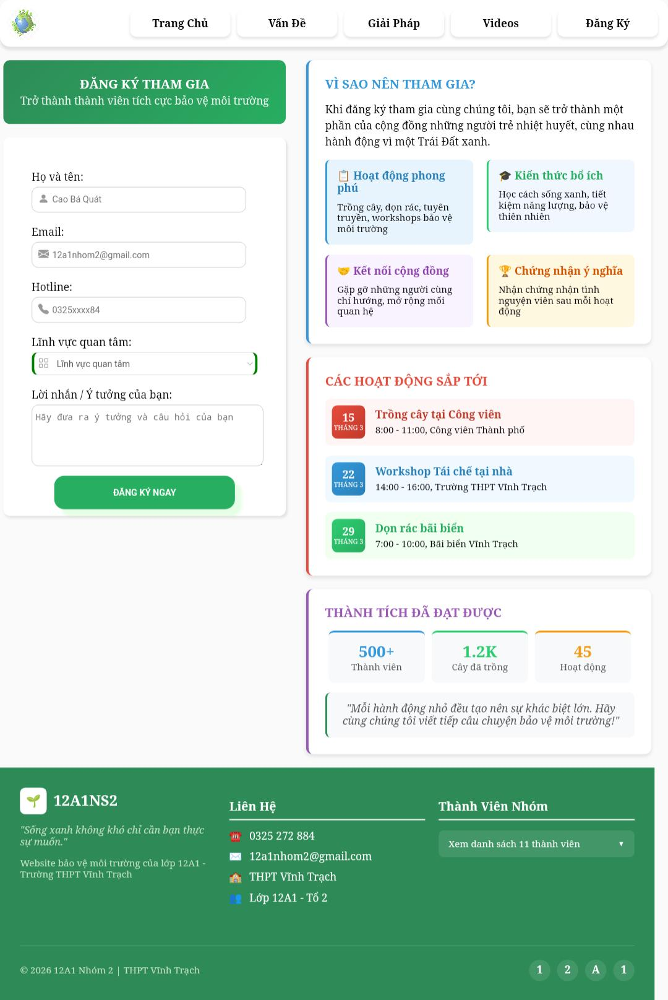 Trang Chủ
Vấn Đề
Giải Pháp
Videos
Đăng Ký
ĐĂNG KÝ THAM GIA
Trở thành thành viên tích cực bảo vệ môi trường
Họ và tên:
Cao Bá Quát
Email:
12a1nhom2@gmail.com
Hotline:
0325xxxx84
Lĩnh vực quan tâm:
Lĩnh vực quan tâm
Lời nhắn / Ý tưởng của bạn:
Hãy đưa ra ý tưởng và câu hỏi của bạn
ĐĂNG KÝ NGAY
VÌ SAO NÊN THAM GIA?
Khi đăng ký tham gia cùng chúng tôi, bạn sẽ trở thành một
phần của cộng đồng những người trẻ nhiệt huyết, cùng nhau
hành động vì một Trái Đất xanh.
📋 Hoạt động phong
phú
Trồng cây, dọn rác, tuyên
truyền, workshops bảo vệ
môi trường
🎓 Kiến thức bổ ích
Học cách sống xanh, tiết
kiệm năng lượng, bảo vệ
thiên nhiên
🤝 Kết nối cộng đồng
Gặp gỡ những người cùng
chí hướng, mở rộng mối
quan hệ
🏆 Chứng nhận ý nghĩa
Nhận chứng nhận tình
nguyện viên sau mỗi hoạt
động
CÁC HOẠT ĐỘNG SẮP TỚI
15
THÁNG 3
Trồng cây tại Công viên
8:00 - 11:00, Công viên Thành phố
22
THÁNG 3
Workshop Tái chế tại nhà
14:00 - 16:00, Trường THPT Vĩnh Trạch
29
THÁNG 3
Dọn rác bãi biển
7:00 - 10:00, Bãi biển Vĩnh Trạch
THÀNH TÍCH ĐÃ ĐẠT ĐƯỢC
500+
Thành viên
1.2K
Cây đã trồng
45
Hoạt động
"Mỗi hành động nhỏ đều tạo nên sự khác biệt lớn. Hãy
cùng chúng tôi viết tiếp câu chuyện bảo vệ môi trường!"
12A1NS2
"Sống xanh không khó chỉ cần bạn thực
sự muốn."
Website bảo vệ môi trường của lớp 12A1 -
Trường THPT Vĩnh Trạch
Liên Hệ
0325 272 884
12a1nhom2@gmail.com
THPT Vĩnh Trạch
Lớp 12A1 - Tổ 2
Thành Viên Nhóm
Xem danh sách 11 thành viên
© 2026 12A1 Nhóm 2 | THPT Vĩnh Trạch
1
2
A
1